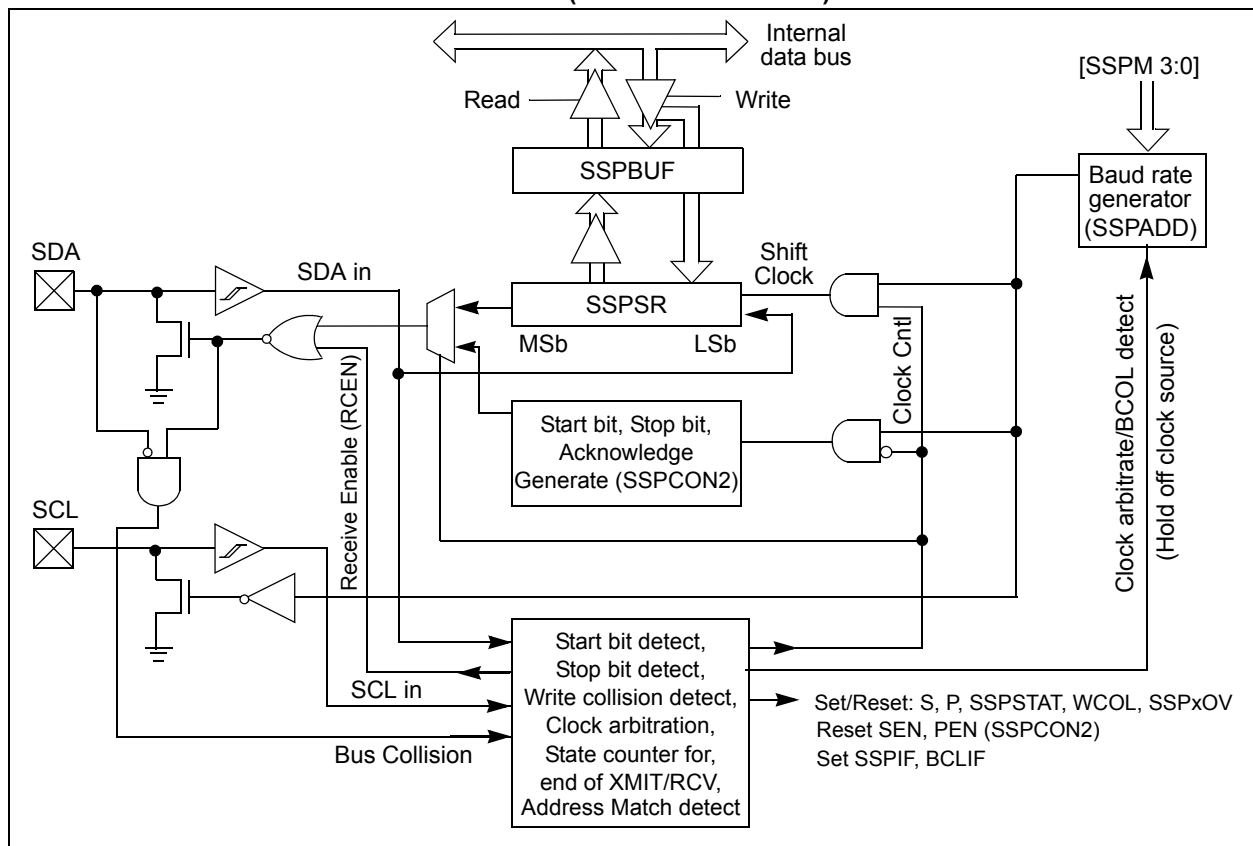 Internal
data bus
[SSPM 3:0]
Read
Write
SSPBUF
Baud rate
generator
(SSPADD)
SDA
SDA in
Shift
Clock
SSPSR
MSb
LSb
Clock Cntl
Clock arbitrate/BCOL detect
(Hold off clock source)
Receive Enable (RCEN)
Start bit, Stop bit,
Acknowledge
Generate (SSPCON2)
SCL
SCL in
Bus Collision
Start bit detect,
Stop bit detect,
Write collision detect,
Clock arbitration,
State counter for,
end of XMIT/RCV,
Address Match detect
Set/Reset: S, P, SSPSTAT, WCOL, SSPxOV
Reset SEN, PEN (SSPCON2)
Set SSPIF, BCLIF